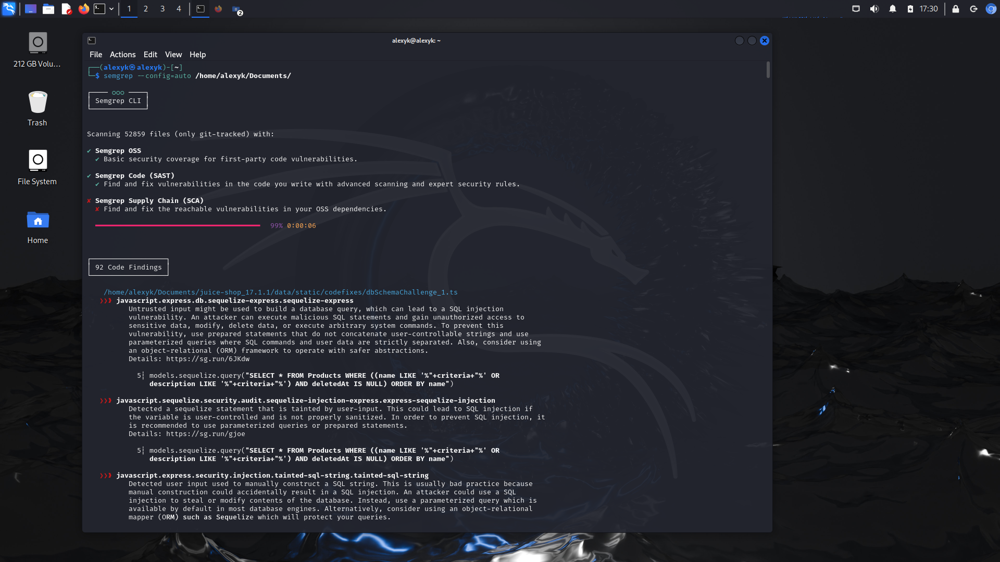 1 2 3 4
2
17:30
212 GB Volu...
Trash
File System
Home
alexyk@alexyk: ~
File Actions Edit View Help
┌──(alexyk㉿alexyk)-[~]
└─$ semgrep --config=auto /home/alexyk/Documents/
┌──── ○○○ ────┐
│ Semgrep CLI │
└─────────────┘
Scanning 52859 files (only git-tracked) with:
✔ Semgrep OSS
✔ Basic security coverage for first-party code vulnerabilities.
✔ Semgrep Code (SAST)
✔ Find and fix vulnerabilities in the code you write with advanced scanning and expert security rules.
✘ Semgrep Supply Chain (SCA)
✘ Find and fix the reachable vulnerabilities in your OSS dependencies.
99% 0:00:06
┌──────────────────┐
│ 92 Code Findings │
└──────────────────┘
/home/alexyk/Documents/juice-shop_17.1.1/data/static/codefixes/dbSchemaChallenge_1.ts
❯❯❱ javascript.express.db.sequelize-express.sequelize-express
Untrusted input might be used to build a database query, which can lead to a SQL injection
vulnerability. An attacker can execute malicious SQL statements and gain unauthorized access to
sensitive data, modify, delete data, or execute arbitrary system commands. To prevent this
vulnerability, use prepared statements that do not concatenate user-controllable strings and use
parameterized queries where SQL commands and user data are strictly separated. Also, consider using
an object-relational (ORM) framework to operate with safer abstractions.
Details: https://sg.run/6JKdw
5┆ models.sequelize.query("SELECT * FROM Products WHERE ((name LIKE '%"+criteria+"%' OR
description LIKE '%"+criteria+"%') AND deletedAt IS NULL) ORDER BY name")
❯❯❱ javascript.sequelize.security.audit.sequelize-injection-express.express-sequelize-injection
Detected a sequelize statement that is tainted by user-input. This could lead to SQL injection if
the variable is user-controlled and is not properly sanitized. In order to prevent SQL injection, it
is recommended to use parameterized queries or prepared statements.
Details: https://sg.run/gjoe
5┆ models.sequelize.query("SELECT * FROM Products WHERE ((name LIKE '%"+criteria+"%' OR
description LIKE '%"+criteria+"%') AND deletedAt IS NULL) ORDER BY name")
❯❯❱ javascript.express.security.injection.tainted-sql-string.tainted-sql-string
Detected user input used to manually construct a SQL string. This is usually bad practice because
manual construction could accidentally result in a SQL injection. An attacker could use a SQL
injection to steal or modify contents of the database. Instead, use a parameterized query which is
available by default in most database engines. Alternatively, consider using an object-relational
mapper (ORM) such as Sequelize which will protect your queries.